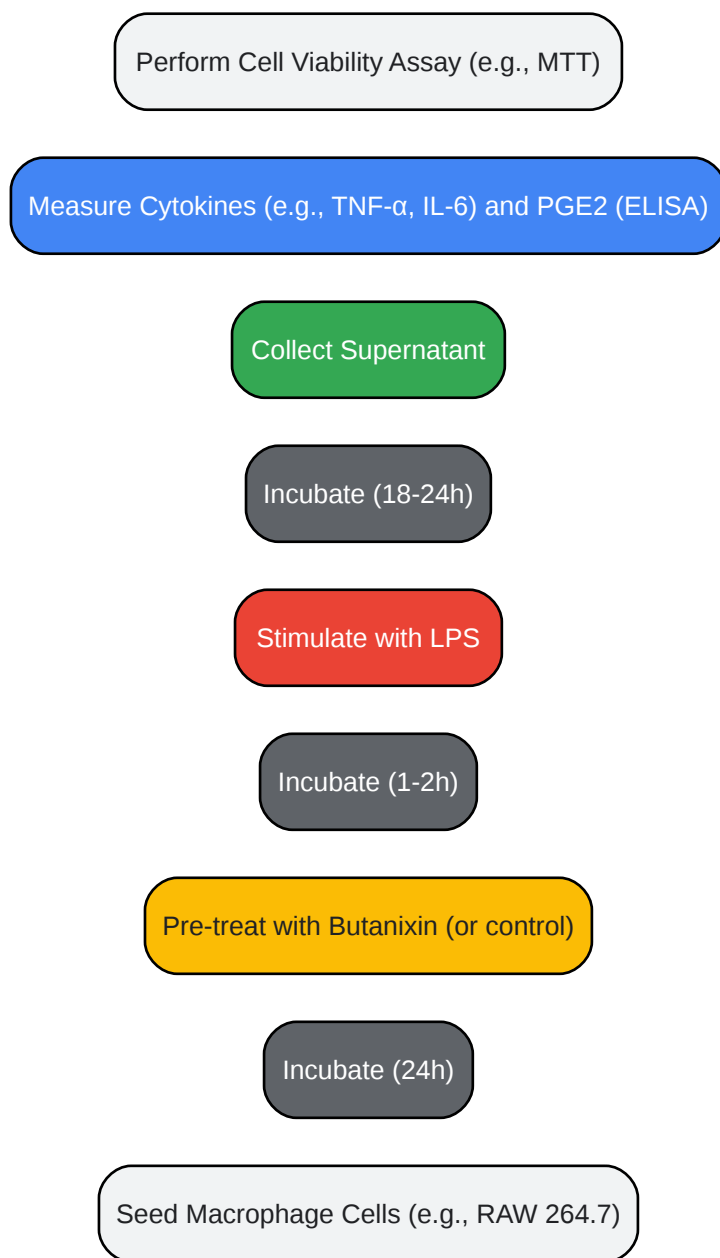 Perform Cell Viability Assay (e.g., MTT)
Measure Cytokines (e.g., TNF-α, IL-6) and PGE2 (ELISA)
Collect Supernatant
Incubate (18-24h)
Stimulate with LPS
Incubate (1-2h)
Pre-treat with Butanixin (or control)
Incubate (24h)
Seed Macrophage Cells (e.g., RAW 264.7)